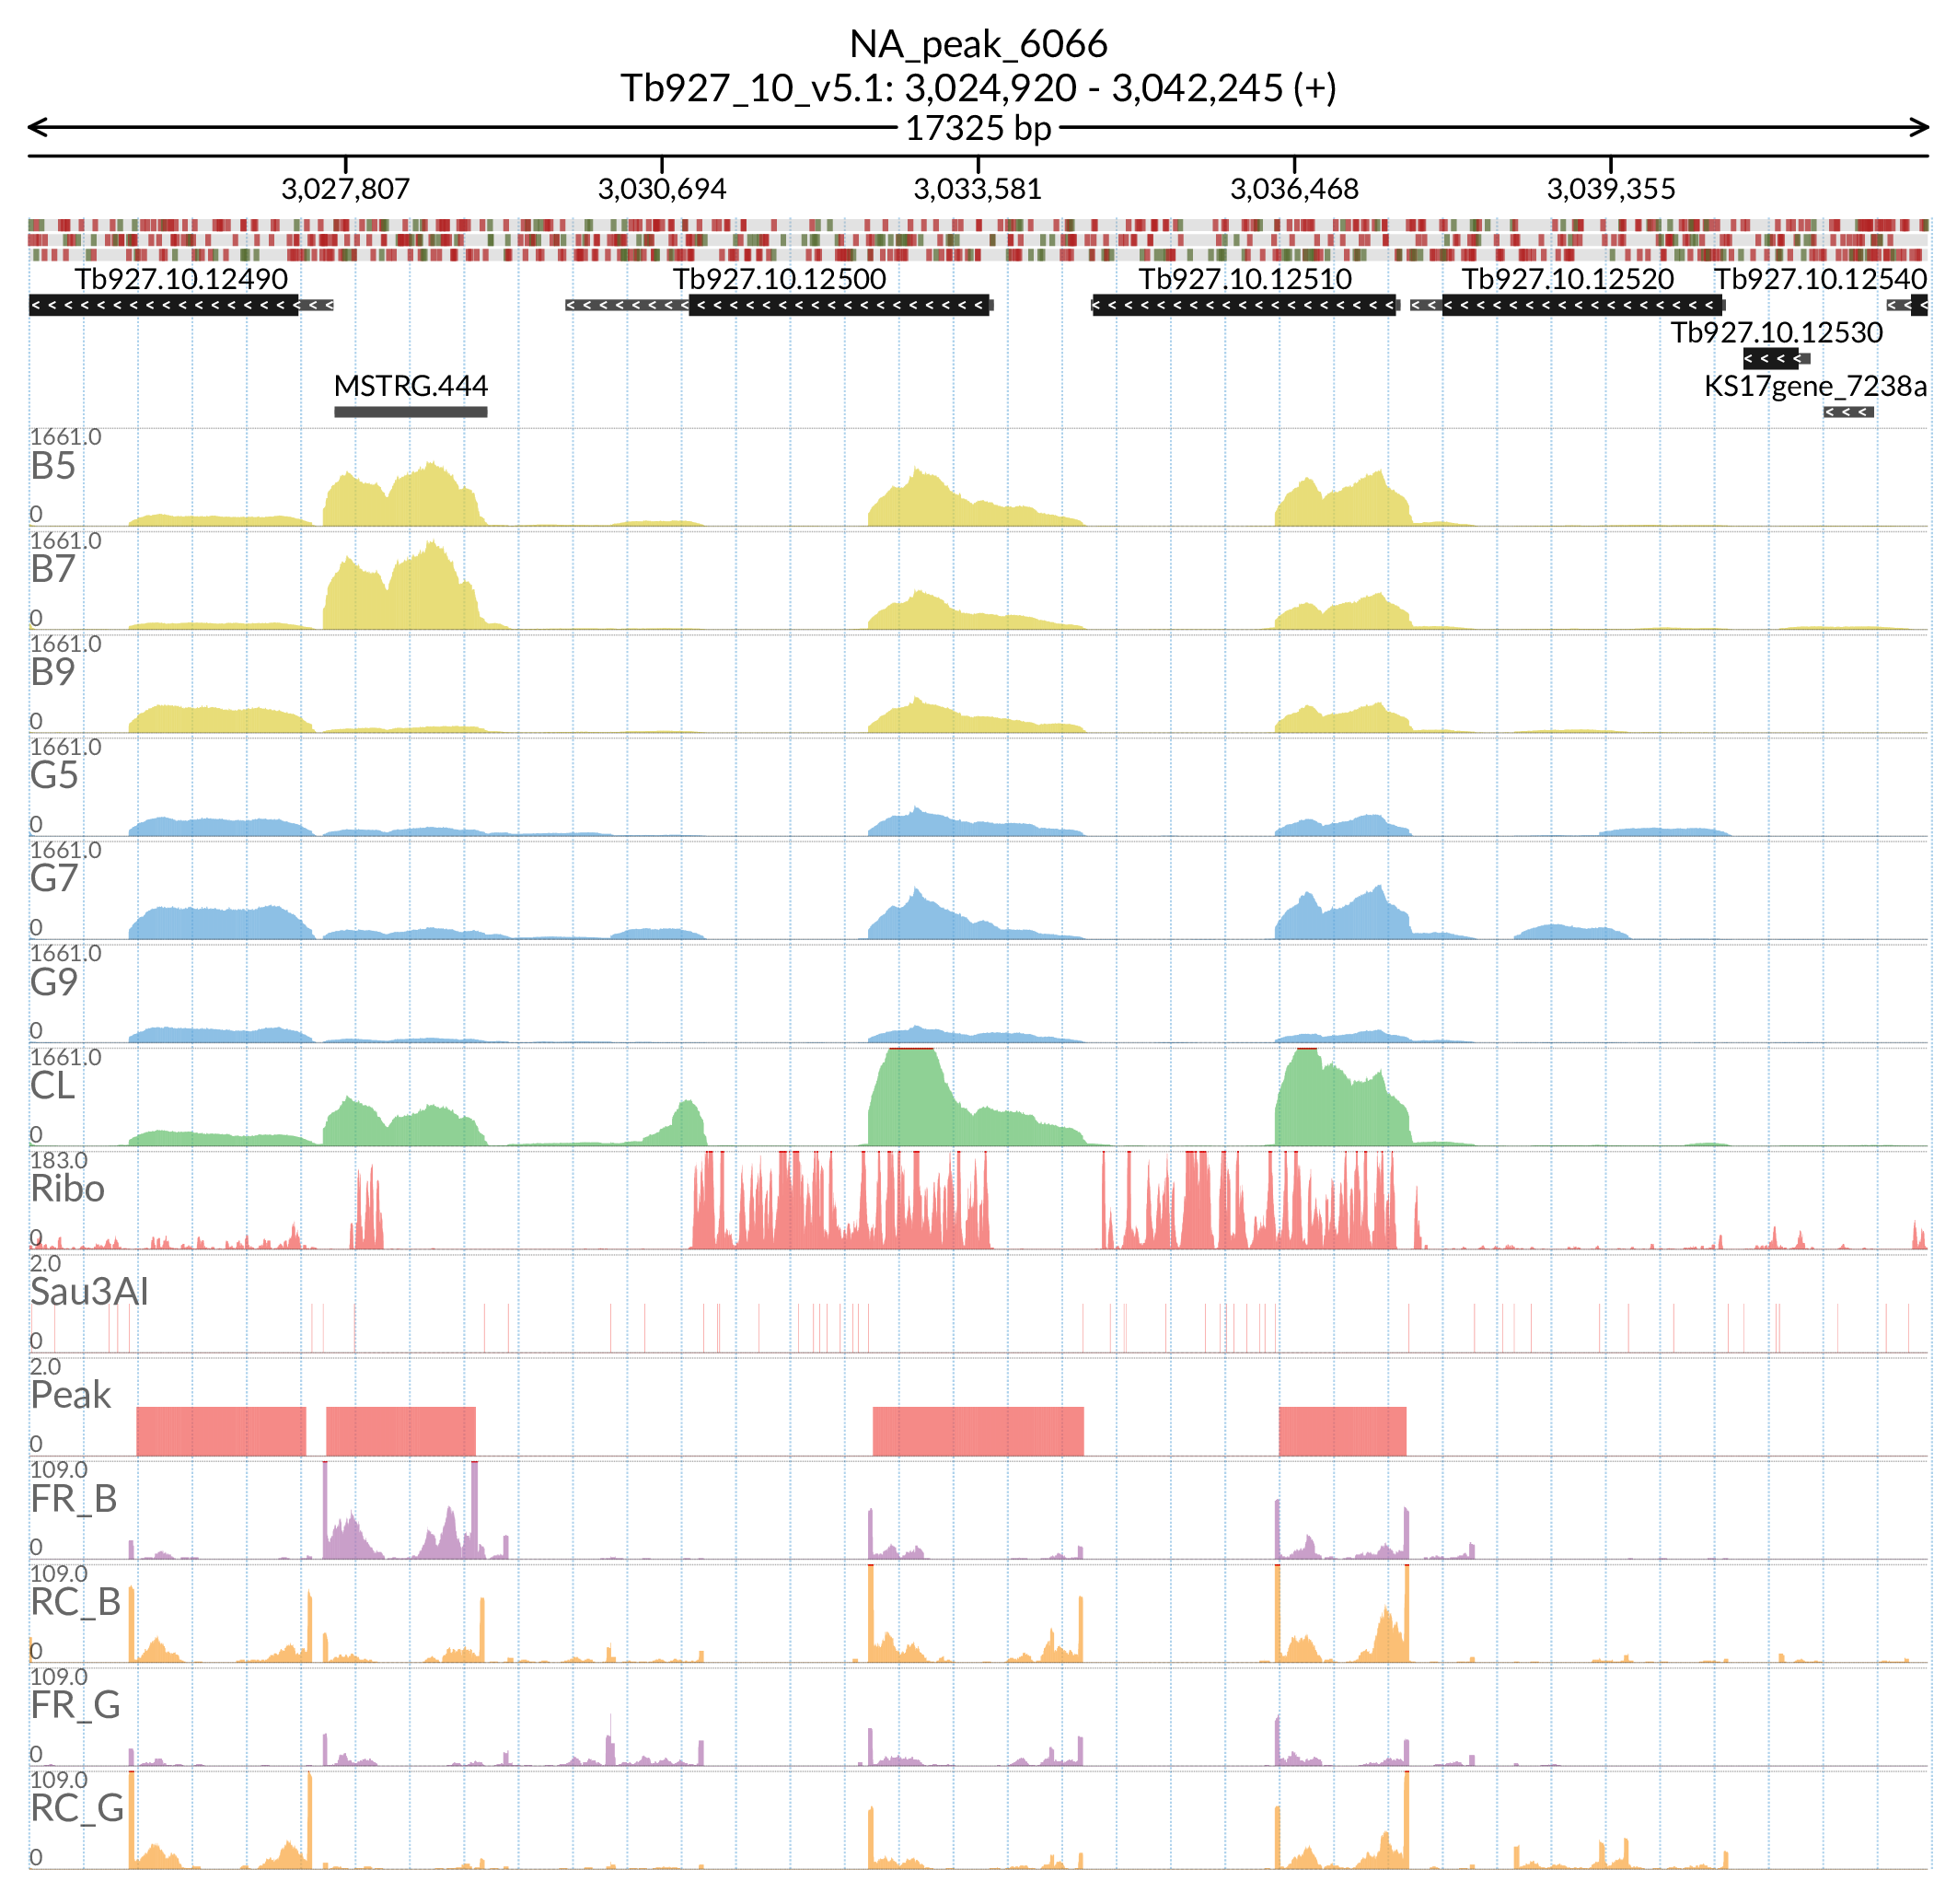 NA_peak_6066
Tb927_10_v5.1: 3,024,920 - 3,042,245 (+)
17325 bp
3,027,807 3,030,694 3,033,581 3,036,468 3,039,355
Tb927.10.12490 Tb927.10.12500 Tb927.10.12510 Tb927.10.12520 Tb927.10.12540
Tb927.10.12530
MSTRG.444 KS17gene_7238a
1661.0
B5
0
1661.0
B7
0
1661.0
B9
0
1661.0
G5
0
1661.0
G7
0
1661.0
G9
0
1661.0
CL
0
183.0
Ribo
0
2.0
Sau3AI
0
2.0
Peak
0
109.0
FR_B
0
109.0
RC_B
0
109.0
FR_G
0
109.0
RC_G
0